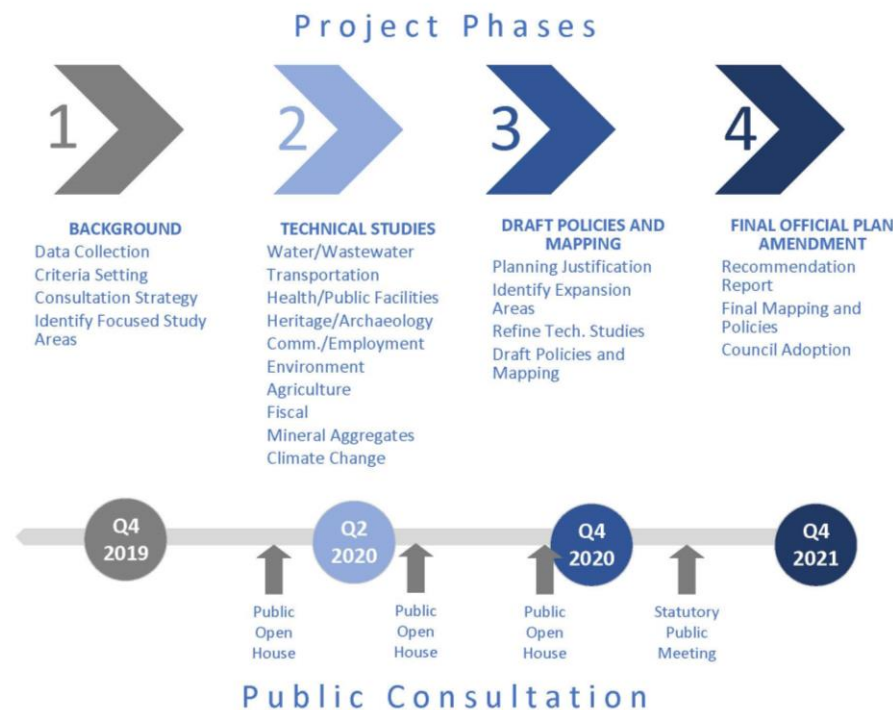 Project Phases
1
2
3
4
BACKGROUND
Data Collection
Criteria Setting
Consultation Strategy
Identify Focused Study
Areas
TECHNICAL STUDIES
Water/Wastewater
Transportation
Health/Public Facilities
Heritage/Archaeology
Comm./Employment
Environment
Agriculture
Fiscal
Mineral Aggregates
Climate Change
DRAFT POLICIES AND
MAPPING
Planning Justification
Identify Expansion
Areas
Refine Tech. Studies
Draft Policies and
Mapping
FINAL OFFICIAL PLAN
AMENDMENT
Recommendation
Report
Final Mapping and
Policies
Council Adoption
Q4
2019
Q2
2020
Q4
2020
Q4
2021
Public
Open
House
Public
Open
House
Public
Open
House
Statutory
Public
Meeting
Public Consultation